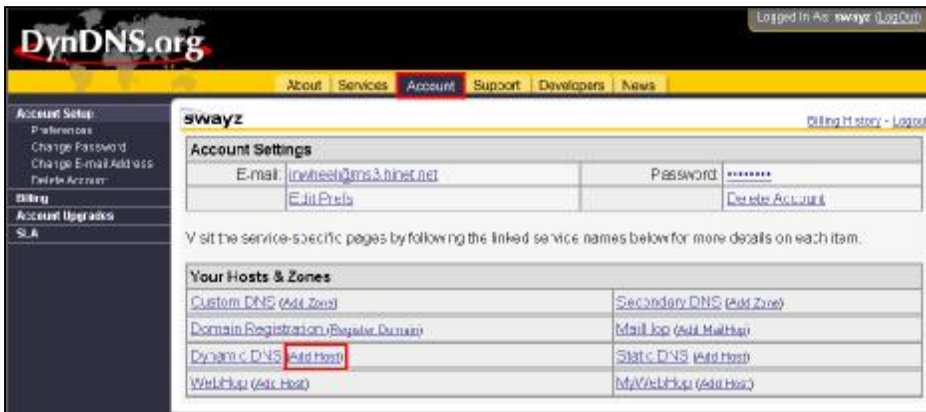 Logged In As: swayz (LogOut)
DynDNS.org
About Services Account Support Developers News
Account Setup
Preferences
Change Password
Change E-mail Address
Delete Account
Billing
Account Upgrades
SLA
swayz
Billing History - Logout
Account Settings
E-mail: Password: ********
Edit Prefs Delete Account
Visit the service-specific pages by following the linked service names below for more details on each item.
Your Hosts & Zones
Custom DNS (Add Zone) Secondary DNS (Add Zone)
Domain Registration (Register Domain) MailHop (Add MailHop)
Dynamic DNS (Add Host) Static DNS (Add Host)
WebHop (Add Host) MyWebHop (Add Host)